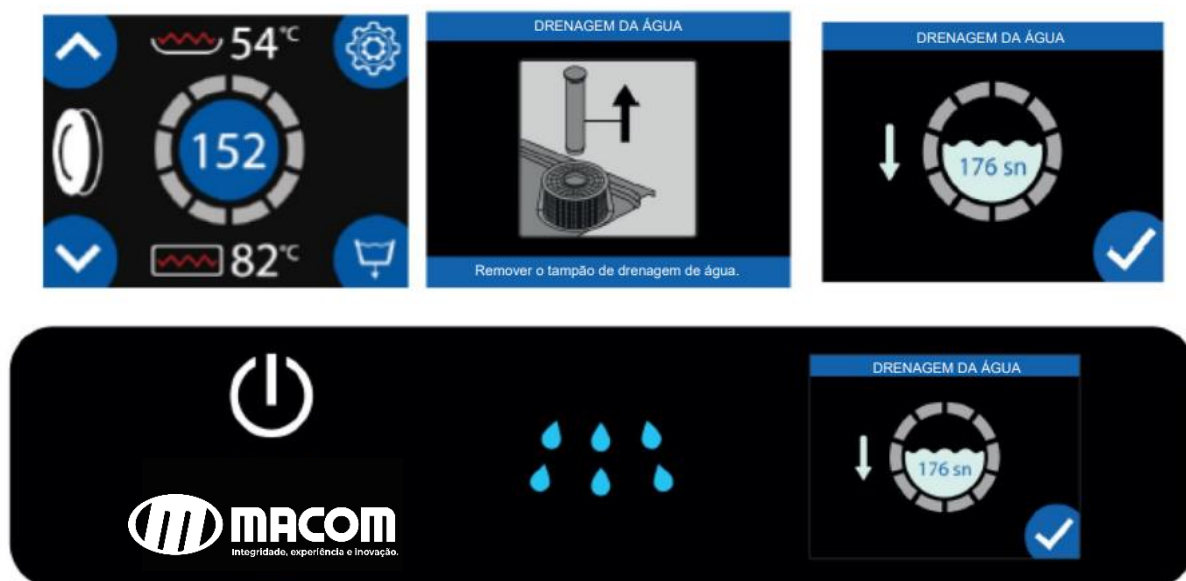 54°C
152
82°C
DRENAGEM DA ÁGUA
Remover o tampão de drenagem de água.
DRENAGEM DA ÁGUA
176 sn
MACOM
Integridade, experiência e inovação.
DRENAGEM DA ÁGUA
176 sn